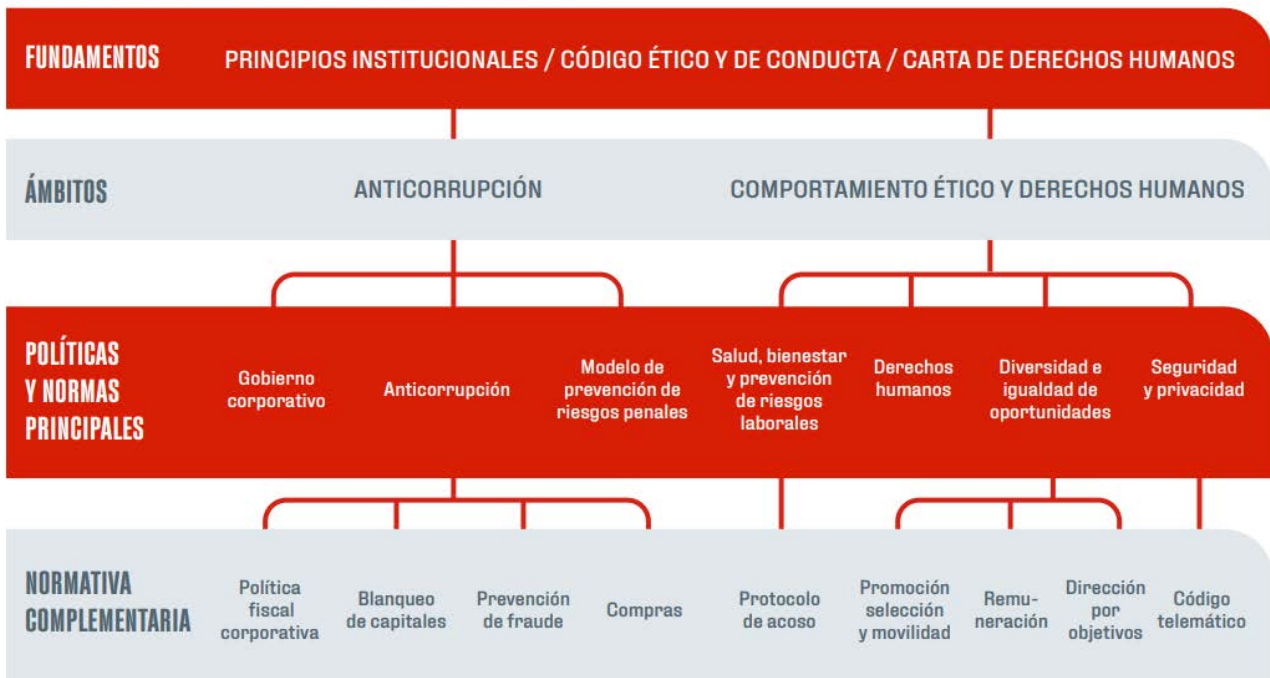 FUNDAMENTOS
PRINCIPIOS INSTITUCIONALES / CÓDIGO ÉTICO Y DE CONDUCTA / CARTA DE DERECHOS HUMANOS
ÁMBITOS
ANTICORRUPCIÓN
COMPORTAMIENTO ÉTICO Y DERECHOS HUMANOS
POLÍTICAS
Y NORMAS
PRINCIPALES
Gobierno
corporativo
Anticorrupción
Modelo de
prevención de
riesgos penales
Salud, bienestar
y prevención
de riesgos
laborales
Derechos
humanos
Diversidad e
igualdad de
oportunidades
Seguridad
y privacidad
NORMATIVA
COMPLEMENTARIA
Política
fiscal
corporativa
Blanqueo
de capitales
Prevención
de fraude
Compras
Protocolo
de acoso
Promoción
selección
y movilidad
Remu-
neración
Dirección
por
objetivos
Código
telemático